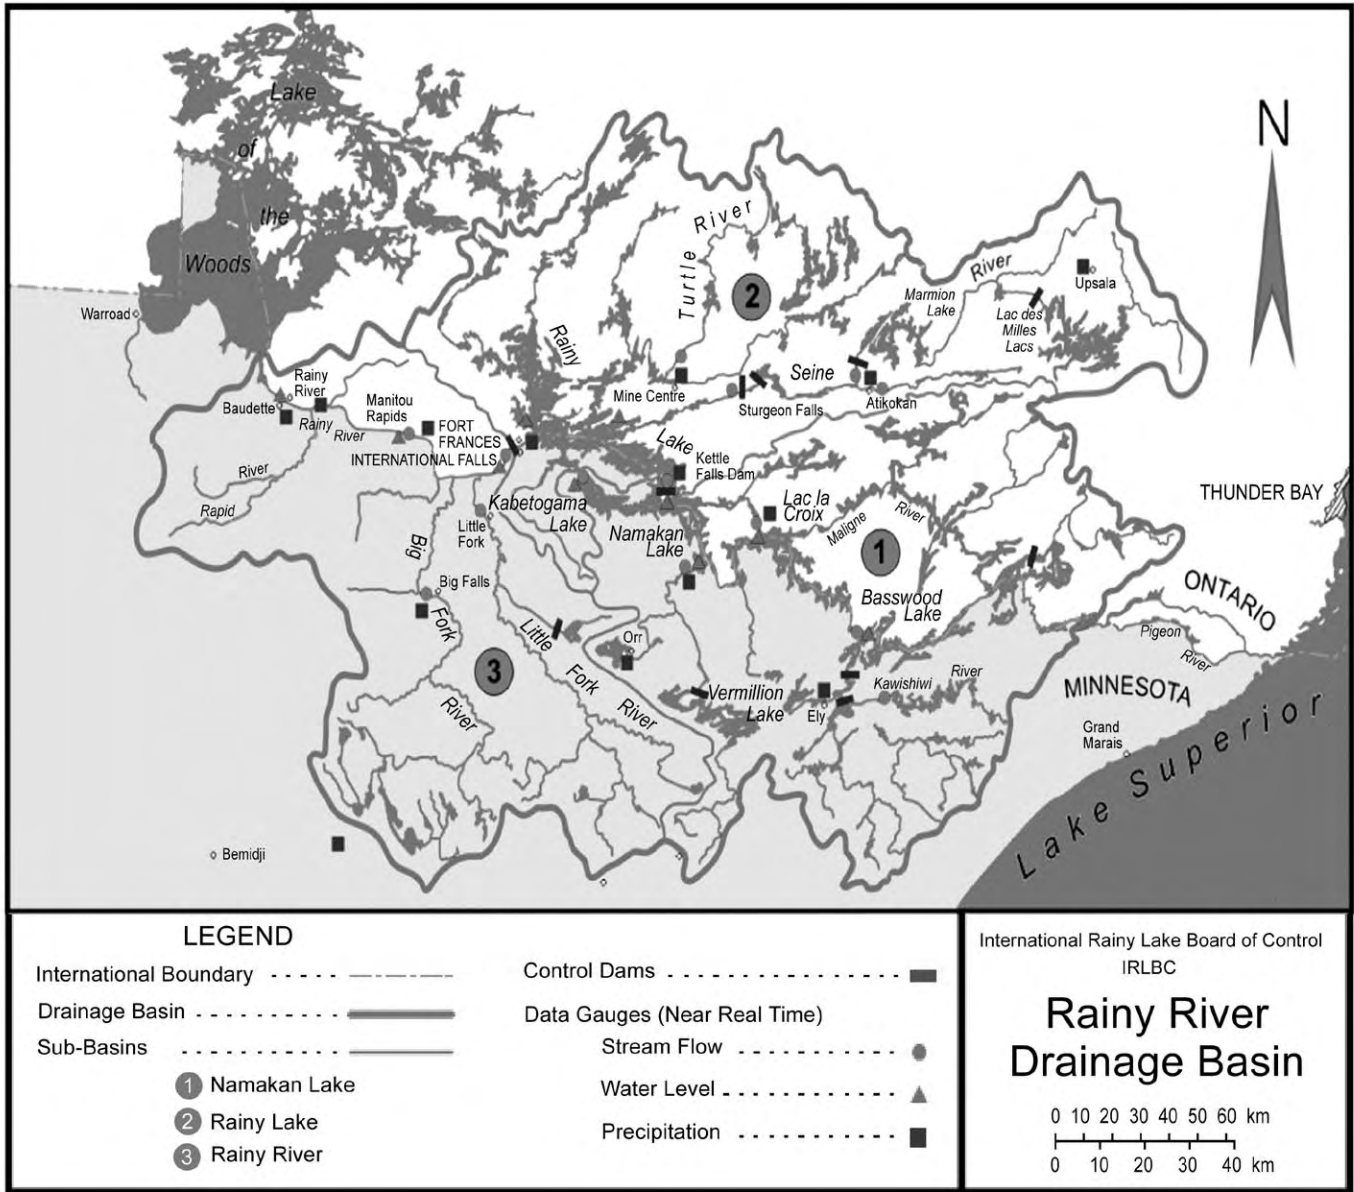 Lake
of
the
Woods
Warroad
Baudette
Rainy
River
Rainy
River
Manitou
Rapids
FORT
FRANCES
INTERNATIONAL FALLS
River
Rapid
Rainy
Lake
Turtle
River
2
Mine Centre
Seine
River
Sturgeon Falls
Atikokan
Marmion
Lake
Lac des
Milles
Lacs
Upsala
N
Kettle
Falls Dam
Kabetogama
Lake
Namakan
Lake
Lac la
Croix
Maligne
River
1
Basswood
Lake
THUNDER BAY
ONTARIO
Pigeon
River
MINNESOTA
Grand
Marais
Lake Superior
Little
Fork
Big
Fork
River
Big Falls
3
Little
Fork
River
Orr
Vermillion
Lake
Ely
Kawishiwi
River
Bemidji
LEGEND
International Boundary
Drainage Basin
Sub-Basins
1 Namakan Lake
2 Rainy Lake
3 Rainy River
Control Dams
Data Gauges (Near Real Time)
Stream Flow
Water Level
Precipitation
International Rainy Lake Board of Control
IRLBC
Rainy River
Drainage Basin
0 10 20 30 40 50 60 km
0 10 20 30 40 km